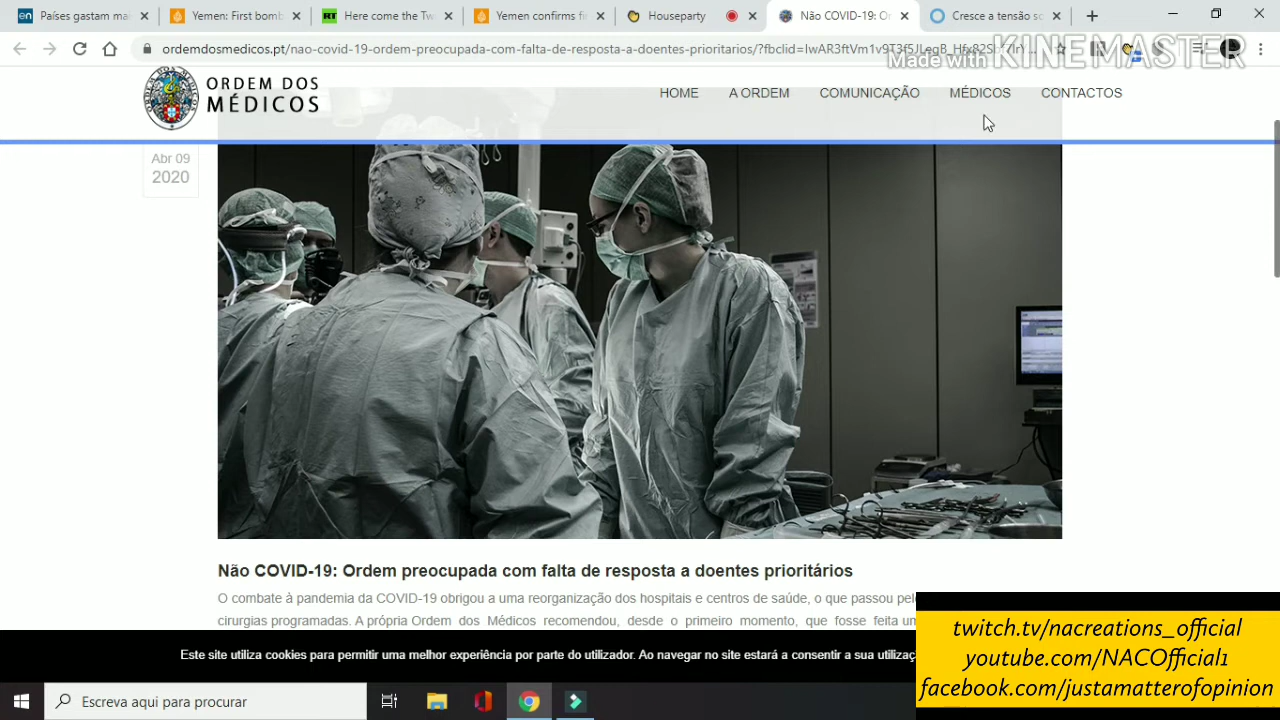 Países gastam ma
Yemen: First bomb
Here come the Tw
Yemen confirms fi
Houseparty
Não COVID-19: Or
Cresce a tensão sc
ordemdosmedicos.pt/nao-covid-19-ordem-preocupada-com-falta-de-resposta-a-doentes-prioritarios/?fbclid=
Made with KINEMASTER
ORDEM DOS
MÉDICOS
HOME A ORDEM COMUNICAÇÃO MÉDICOS CONTACTOS
Abr 09
2020
Não COVID-19: Ordem preocupada com falta de resposta a doentes prioritários
O combate à pandemia da COVID-19 obrigou a uma reorganização dos hospitais e centros de saúde, o que passou pel
cirurgias programadas. A própria Ordem dos Médicos recomendou, desde o primeiro momento, que fosse feita um
Este site utiliza cookies para permitir uma melhor experiência por parte do utilizador. Ao navegar no site estará a consentir a sua utilizaç
twitch.tv/nacreations_official
youtube.com/NACOfficial1
facebook.com/justamatterofopinion
Escreva aqui para procurar